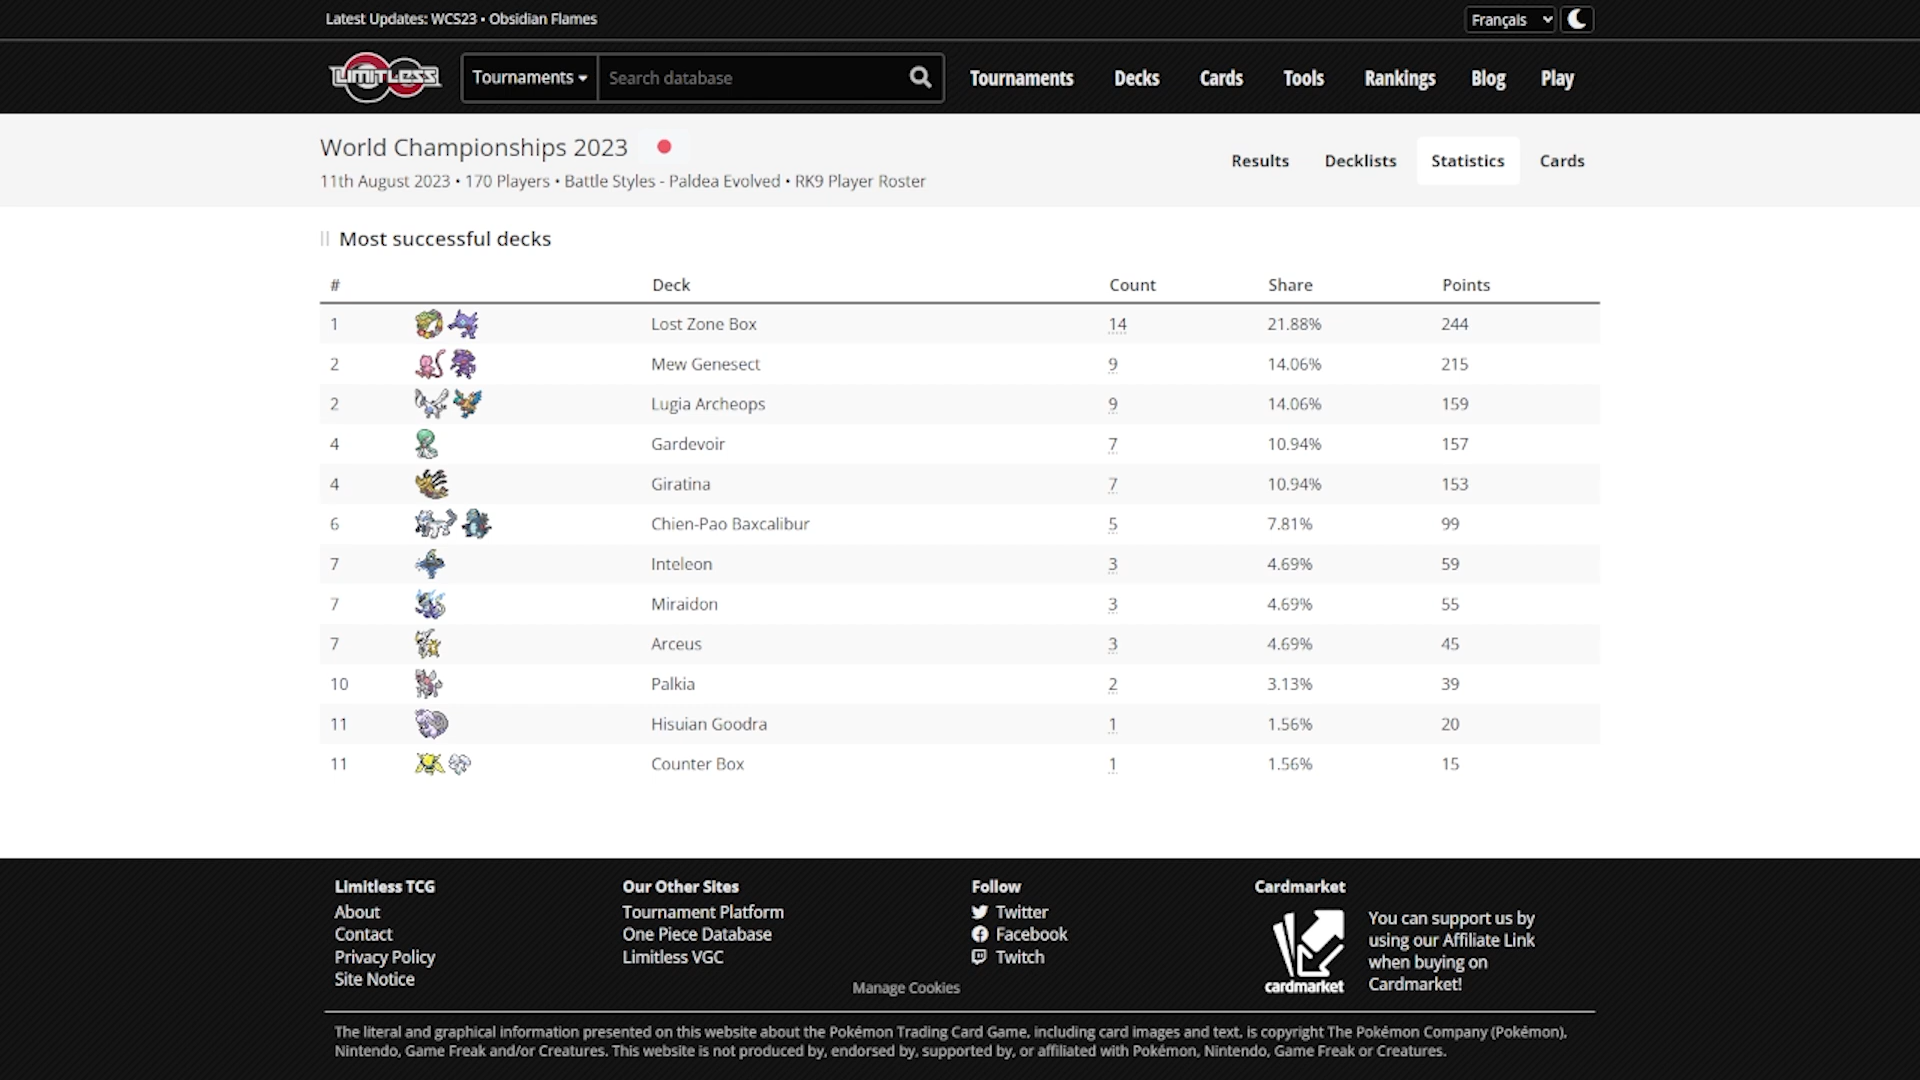 Latest Updates: WCS23 • Obsidian Flames
Français
LIMITLESS
Tournaments
Search database
Tournaments
Decks
Cards
Tools
Rankings
Blog
Play
World Championships 2023
11th August 2023 • 170 Players • Battle Styles - Paldea Evolved • RK9 Player Roster
Results
Decklists
Statistics
Cards
Most successful decks
# Deck Count Share Points
1 Lost Zone Box 14 21.88% 244
2 Mew Genesect 9 14.06% 215
2 Lugia Archeops 9 14.06% 159
4 Gardevoir 7 10.94% 157
4 Giratina 7 10.94% 153
6 Chien-Pao Baxcalibur 5 7.81% 99
7 Inteleon 3 4.69% 59
7 Miraidon 3 4.69% 55
7 Arceus 3 4.69% 45
10 Palkia 2 3.13% 39
11 Hisuian Goodra 1 1.56% 20
11 Counter Box 1 1.56% 15
Limitless TCG
About
Contact
Privacy Policy
Site Notice
Our Other Sites
Tournament Platform
One Piece Database
Limitless VGC
Follow
Twitter
Facebook
Twitch
Cardmarket
cardmarket
You can support us by
using our Affiliate Link
when buying on
Cardmarket!
Manage Cookies
The literal and graphical information presented on this website about the Pokémon Trading Card Game, including card images and text, is copyright The Pokémon Company (Pokémon),
Nintendo, Game Freak and/or Creatures. This website is not produced by, endorsed by, supported by, or affiliated with Pokémon, Nintendo, Game Freak or Creatures.